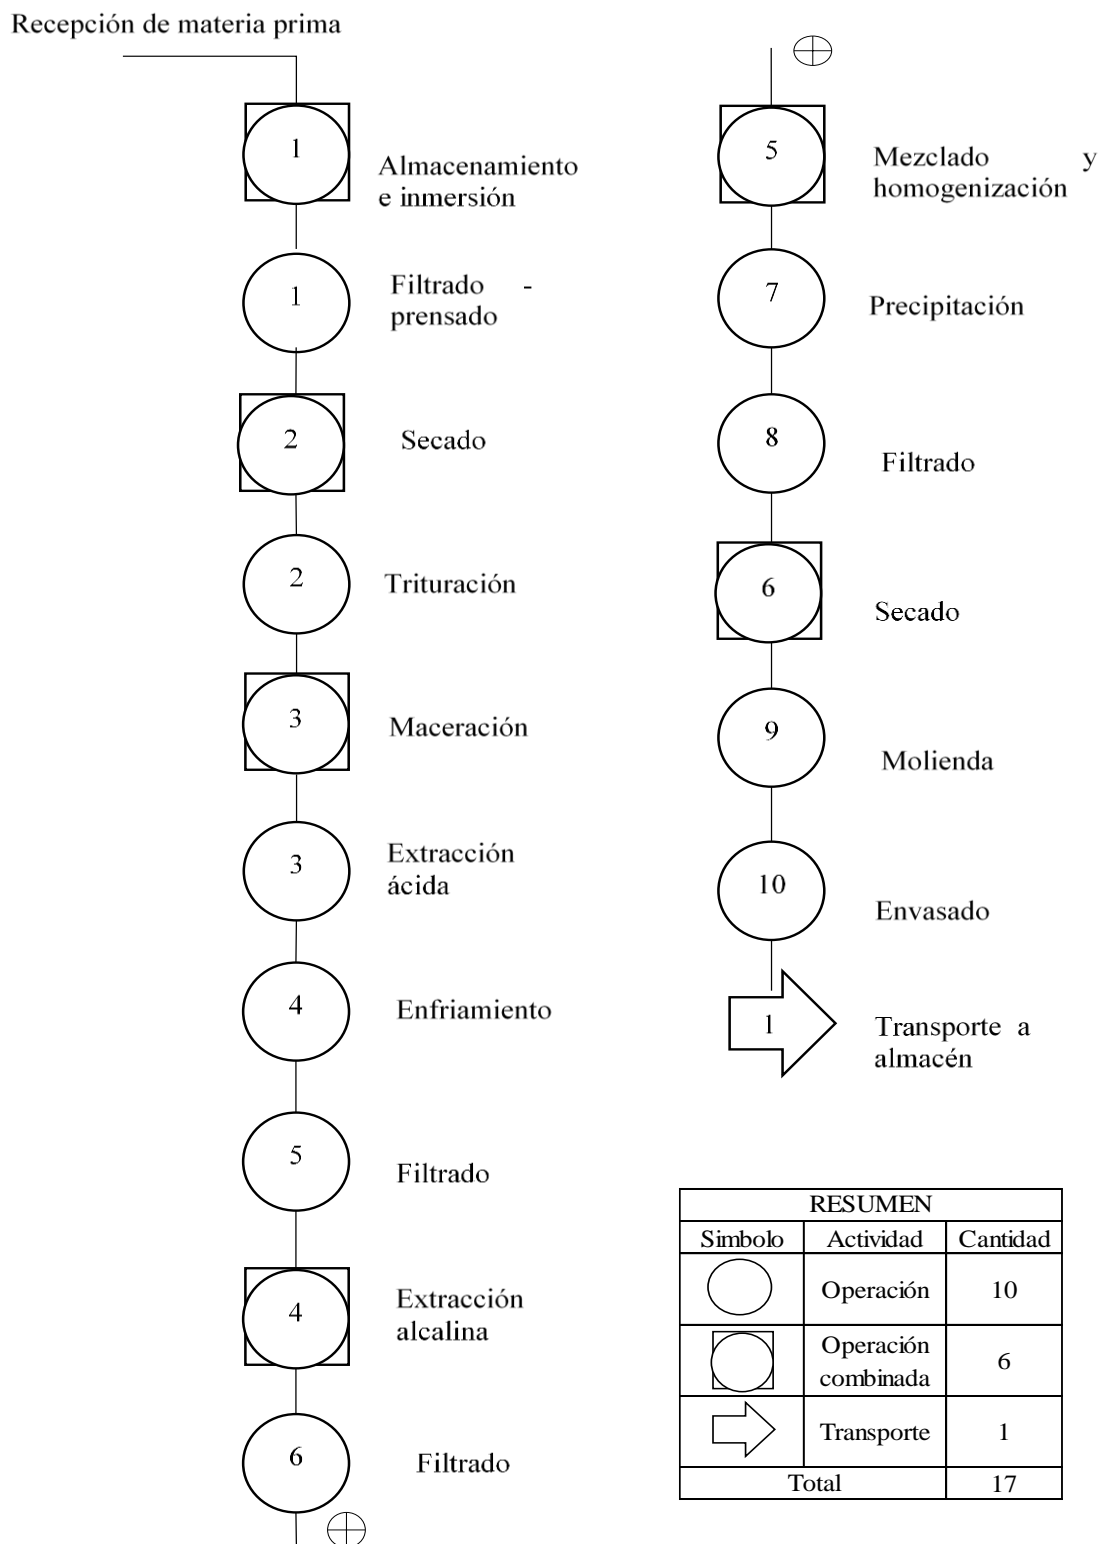 Recepción de materia prima
1
Almacenamiento
e inmersión
1
Filtrado -
prensado
2
Secado
2
Trituración
3
Maceración
3
Extracción
ácida
4
Enfriamiento
5
Filtrado
4
Extracción
alcalina
6
Filtrado
5
Mezclado y
homogenización
7
Precipitación
8
Filtrado
6
Secado
9
Molienda
10
Envasado
1
Transporte a
almacén
RESUMEN
Simbolo Actividad Cantidad
Operación 10
Operación
combinada 6
Transporte 1
Total 17